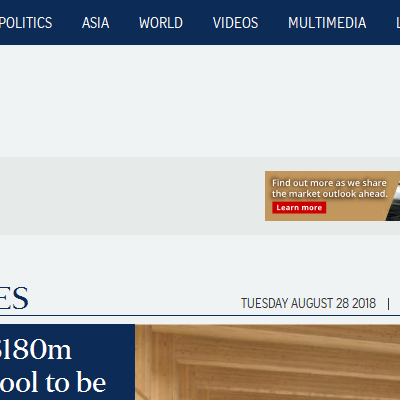 POLITICS ASIA WORLD VIDEOS MULTIMEDIA
Find out more as we share
the market outlook ahead.
Learn more
ES
TUESDAY AUGUST 28 2018 |
$180m
ool to be